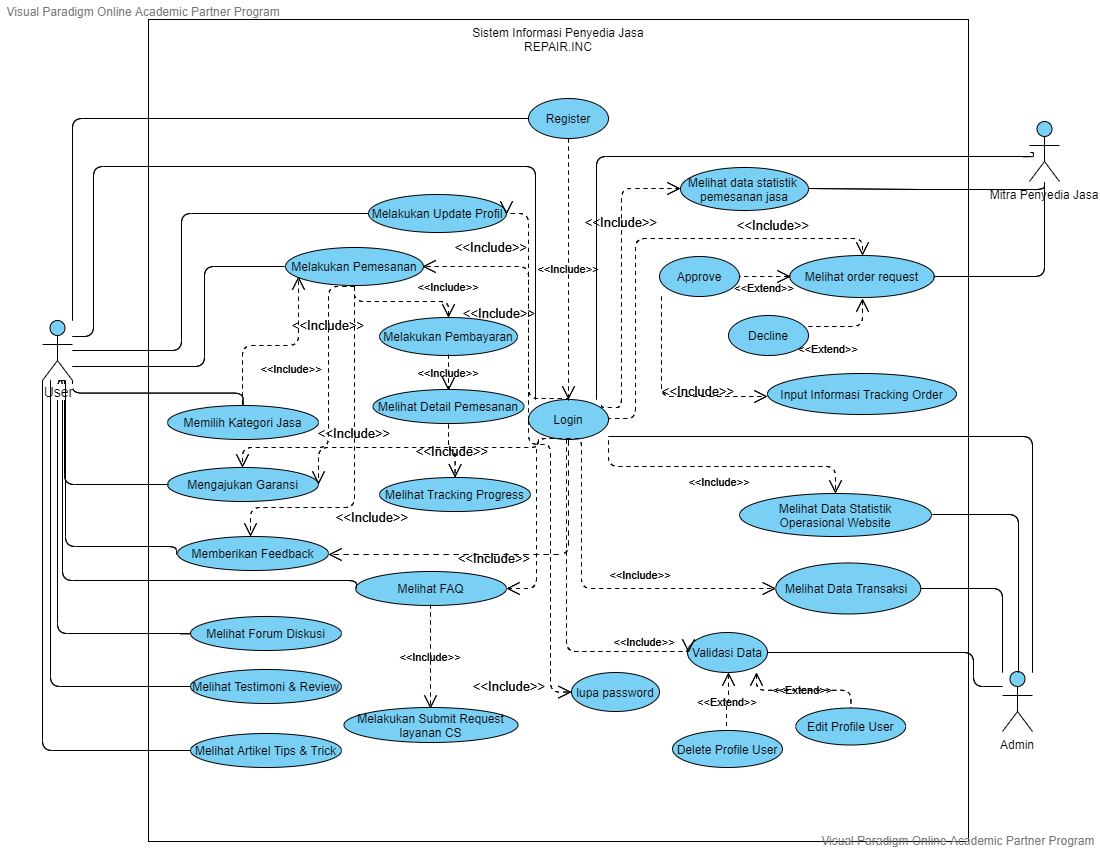 Visual Paradigm Online Academic Partner Program
Sistem Informasi Penyedia Jasa
REPAIR.INC
Register
Melihat data statistik
pemesanan jasa
Mitra Penyedia Jasa
Melakukan Update Profil
<<Include>>
<<Include>>
<<Include>>
<<Include>>
Melakukan Pemesanan
Approve
Melihat order request
<<Include>>
<<Extend>>
<<Include>>
<<Include>>
Melakukan Pembayaran
Decline
<<Extend>>
<<Include>>
<<Include>>
User
<<Include>>
Input Informasi Tracking Order
Melihat Detail Pemesanan
Memilih Kategori Jasa
Login
<<Include>>
<<Include>>
Mengajukan Garansi
Melihat Tracking Progress
<<Include>>
Melihat Data Statistik
Operasional Website
<<Include>>
Memberikan Feedback
<<Include>>
<<Include>>
Melihat FAQ
Melihat Data Transaksi
Melihat Forum Diskusi
<<Include>>
<<Include>>
Validasi Data
Melihat Testimoni & Review
<<Include>>
lupa password
<<Extend>>
<<Extend>>
Melakukan Submit Request
layanan CS
Edit Profile User
Melihat Artikel Tips & Trick
Delete Profile User
Admin
Visual Paradigm Online Academic Partner Program